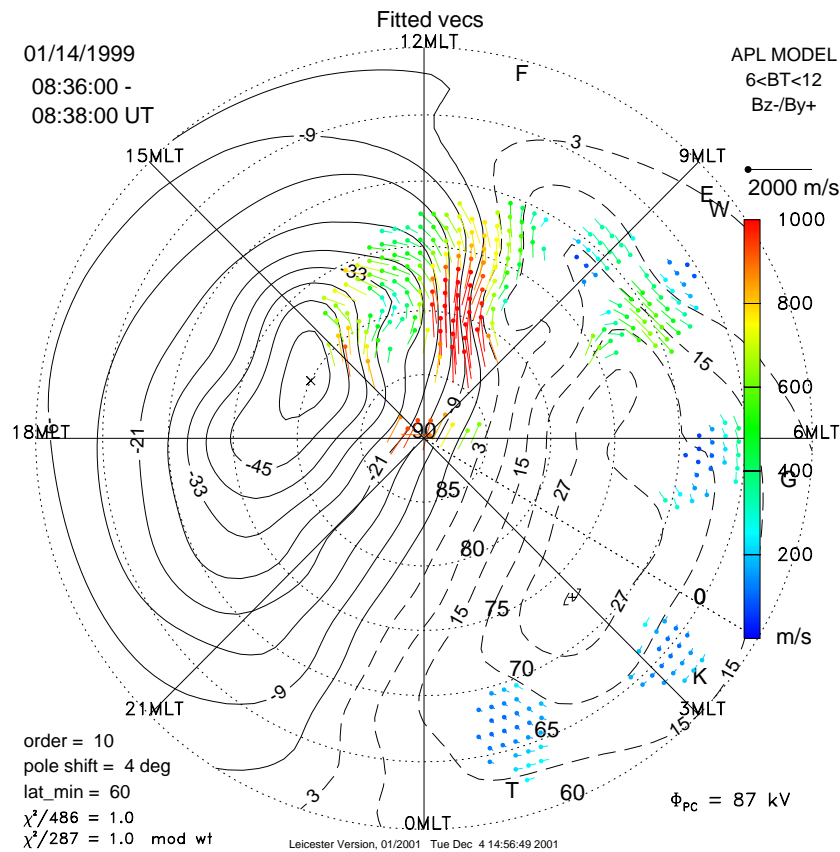 Fitted vecs
12MLT
01/14/1999
08:36:00 -
08:38:00 UT
APL MODEL
6<BT<12
Bz-/By+
F
-9
3
15MLT
9MLT
2000 m/s
E
W
1000
-33
800
15
600
-9
90
18MLT
-9
-21
-45
-21
3
15
6MLT
400
G
-33
85
27
200
80
75
15
27
0
m/s
70
K
15
-9
21MLT
3MLT
15
65
order = 10
pole shift = 4 deg
lat_min = 60
3
T
60
ΦPC = 87 kV
χ²/486 = 1.0
χ²/287 = 1.0 mod wt
0MLT
Leicester Version, 01/2001 Tue Dec 4 14:56:49 2001